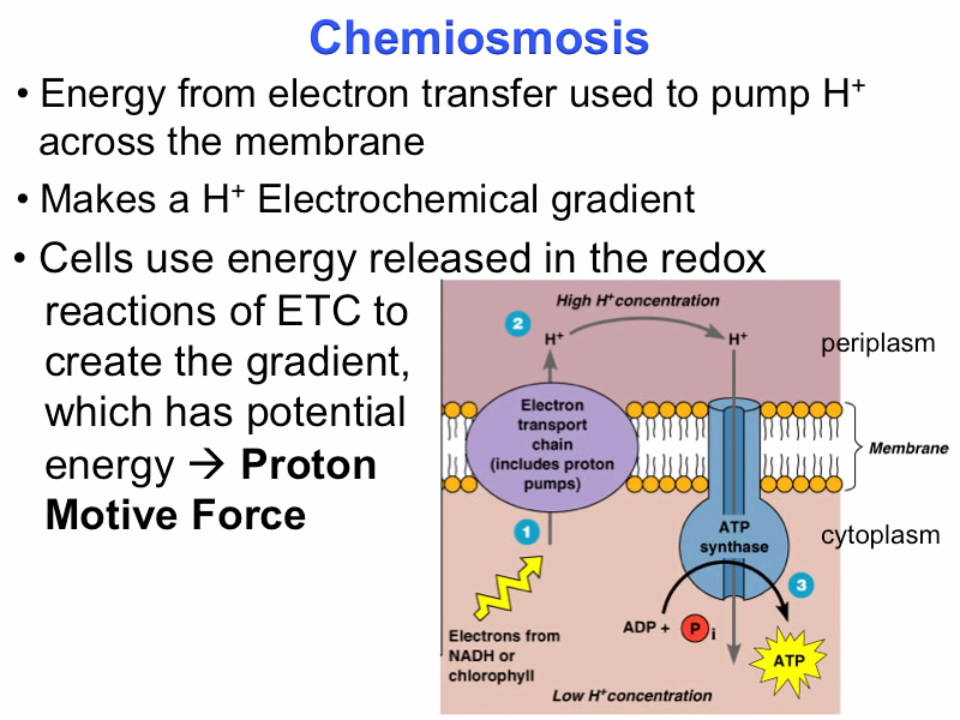 Chemiosmosis
• Energy from electron transfer used to pump H⁺
across the membrane
• Makes a H⁺ Electrochemical gradient
• Cells use energy released in the redox
reactions of ETC to
create the gradient,
which has potential
energy → Proton
Motive Force
High H⁺concentration
2
H⁺
H⁺
periplasm
Electron
transport
chain
(includes proton
pumps)
Membrane
1
ATP
synthase
cytoplasm
3
ADP + P i
Electrons from
NADH or
chlorophyll
ATP
Low H⁺concentration